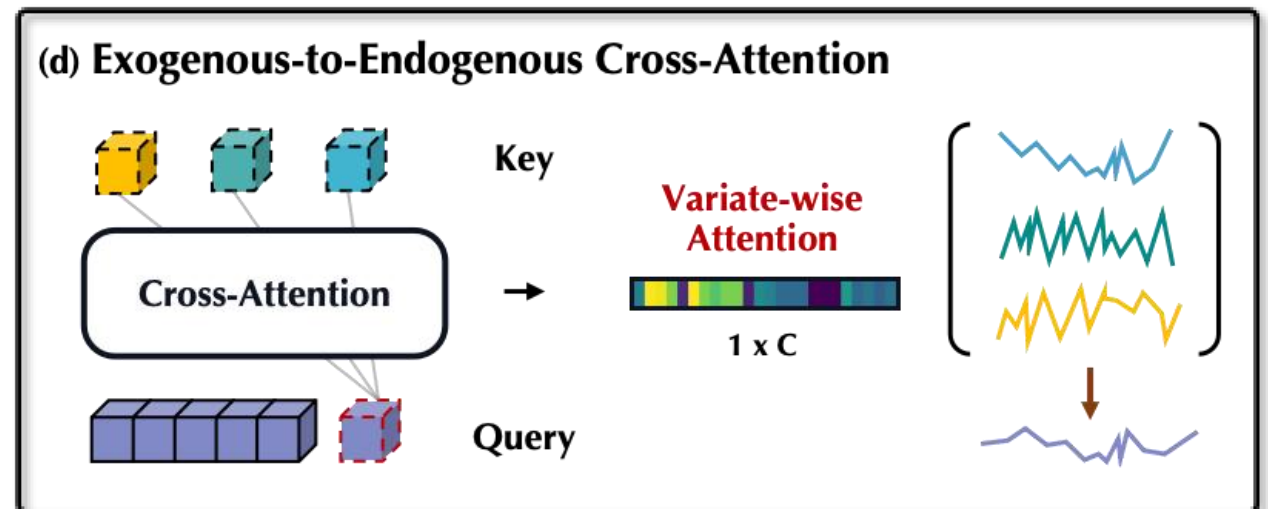 (d) Exogenous-to-Endogenous Cross-Attention
Key
Variate-wise
Attention
Cross-Attention
1 x C
Query